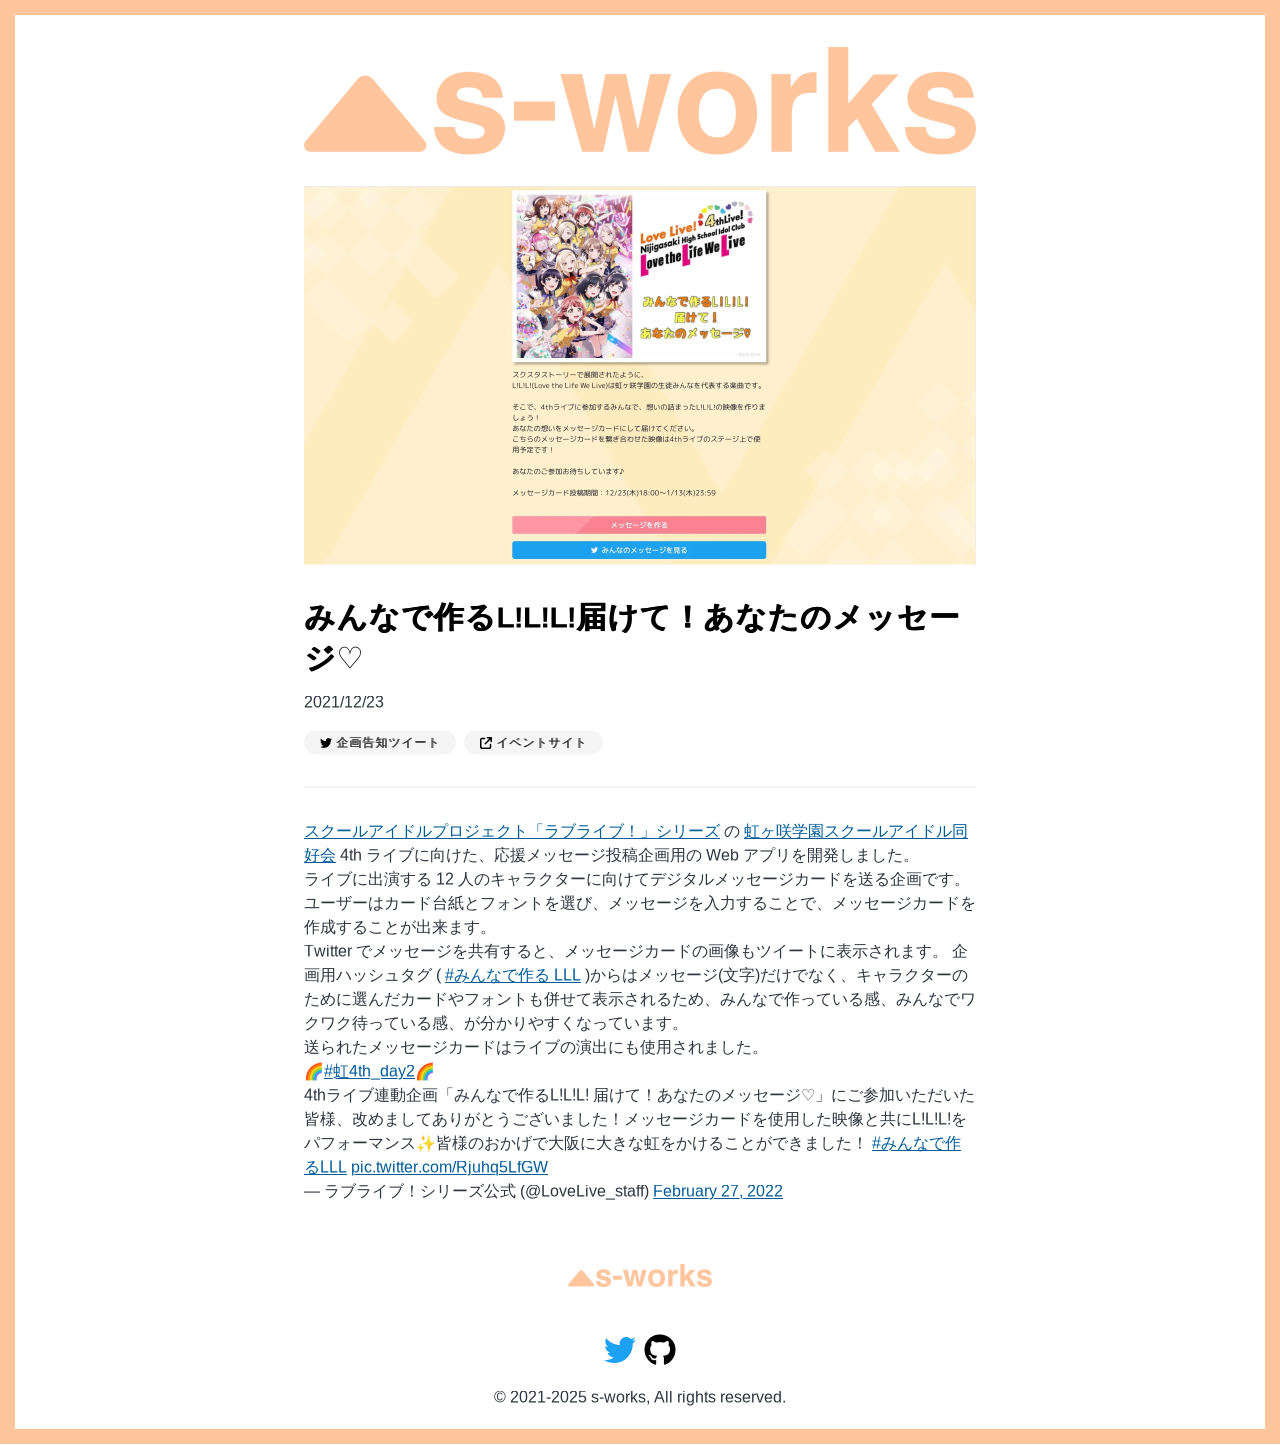 s-works
Love Live! 4thLive!
Nijigasaki High School Idol Club
Love the Life We Live
みんなで作るL!L!L!
届けて！
あなたのメッセージ♡
スクスタストーリーで展開されたように、
L!L!L!(Love the Life We Live)は虹ヶ咲学園の生徒みんなを代表する楽曲です。
そこで、4thライブに参加するみんなで、想いの詰まったL!L!L!の映像を作りま
しょう！
あなたの想いをメッセージカードにして届けてください。
こちらのメッセージカードを繋ぎ合わせた映像は4thライブのステージ上で使
用予定です！
あなたのご参加お待ちしています♪
メッセージカード投稿期間：12/23(木)18:00〜1/13(木)23:59
メッセージを作る
みんなのメッセージを見る
みんなで作るL!L!L!届けて！あなたのメッセー
ジ♡
2021/12/23
企画告知ツイート イベントサイト
スクールアイドルプロジェクト「ラブライブ！」シリーズ の 虹ヶ咲学園スクールアイドル同
好会 4th ライブに向けた、応援メッセージ投稿企画用の Web アプリを開発しました。
ライブに出演する 12 人のキャラクターに向けてデジタルメッセージカードを送る企画です。
ユーザーはカード台紙とフォントを選び、メッセージを入力することで、メッセージカードを
作成することが出来ます。
Twitter でメッセージを共有すると、メッセージカードの画像もツイートに表示されます。 企
画用ハッシュタグ ( #みんなで作る LLL )からはメッセージ(文字)だけでなく、キャラクターの
ために選んだカードやフォントも併せて表示されるため、みんなで作っている感、みんなでワ
クワク待っている感、が分かりやすくなっています。
送られたメッセージカードはライブの演出にも使用されました。
🌈#虹4th_day2🌈
4thライブ連動企画「みんなで作るL!L!L! 届けて！あなたのメッセージ♡」にご参加いただいた
皆様、改めましてありがとうございました！メッセージカードを使用した映像と共にL!L!L!を
パフォーマンス✨皆様のおかげで大阪に大きな虹をかけることができました！ #みんなで作
るLLL pic.twitter.com/Rjuhq5LfGW
— ラブライブ！シリーズ公式 (@LoveLive_staff) February 27, 2022
s-works
© 2021-2025 s-works, All rights reserved.